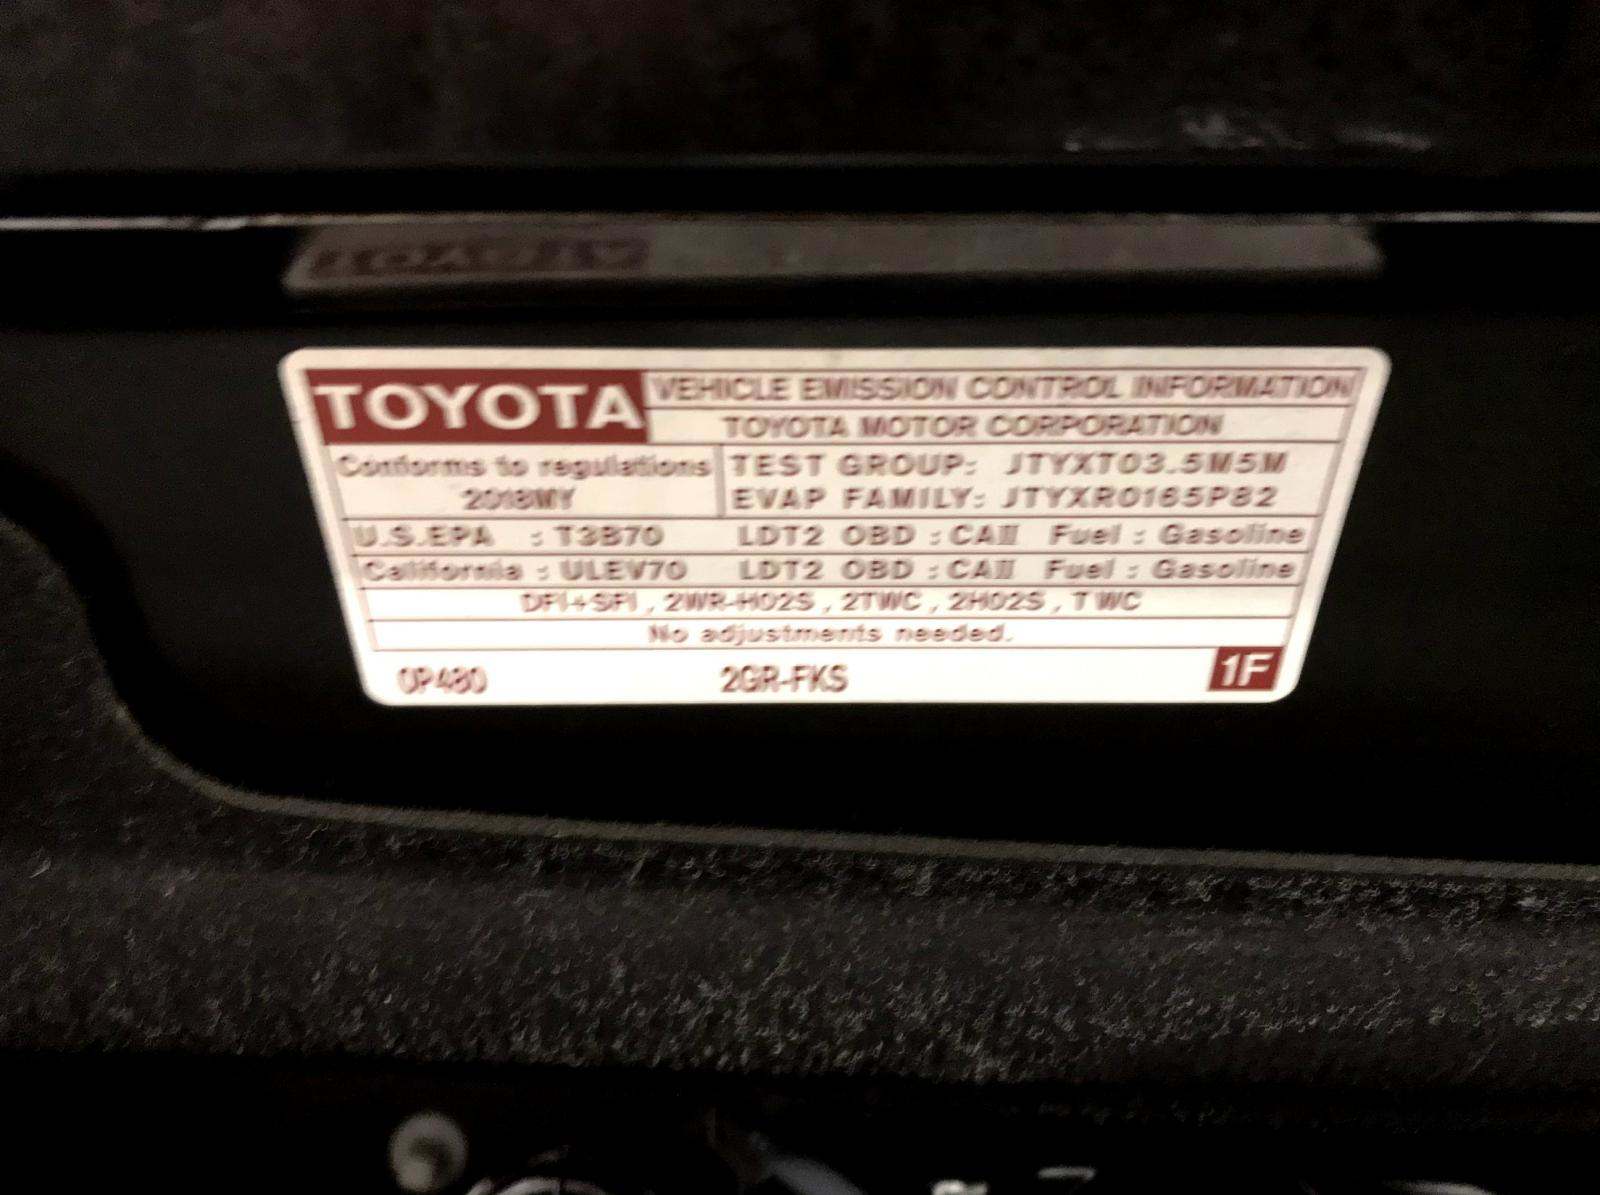 TOYOTA VEHICLE EMISSION CONTROL INFORMATION
TOYOTA MOTOR CORPORATION
Conforms to regulations TEST GROUP: JTYXT03.5M5M
2018MY EVAP FAMILY: JTYXR0165P82
U.S.EPA : T3B70 LDT2 OBD : CAII Fuel : Gasoline
California : ULEV70 LDT2 OBD : CAII Fuel : Gasoline
DFI+SFI, 2WR-HO2S, 2TWC, 2HO2S, TWC
No adjustments needed.
0P480 2GR-FKS 1F